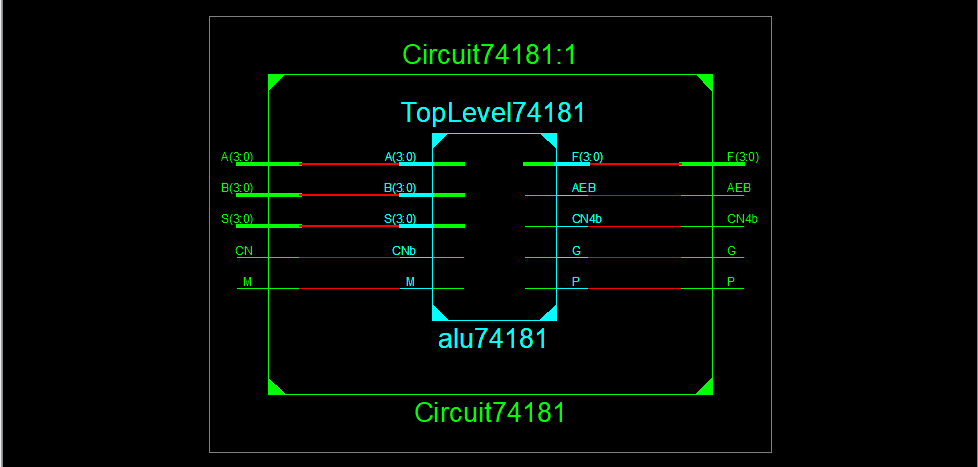 Circuit74181:1
TopLevel74181
A(3:0) A(3:0) F(3:0) F(3:0)
B(3:0) B(3:0) AEB AEB
S(3:0) S(3:0) CN4b CN4b
CN CNb G G
M M P P
alu74181
Circuit74181